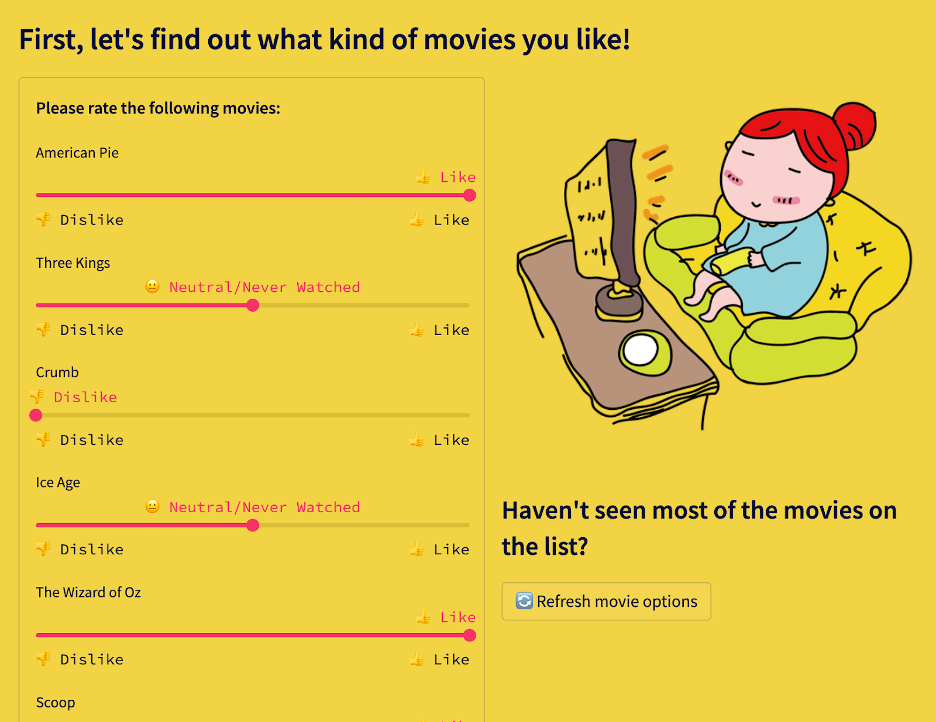 First, let's find out what kind of movies you like!
Please rate the following movies:
American Pie
👍 Like
👎 Dislike 👍 Like
Three Kings
😐 Neutral/Never Watched
👎 Dislike 👍 Like
Crumb
👎 Dislike
👎 Dislike 👍 Like
Ice Age
😐 Neutral/Never Watched
👎 Dislike 👍 Like
The Wizard of Oz
👍 Like
👎 Dislike 👍 Like
Scoop
Haven't seen most of the movies on
the list?
🔄 Refresh movie options